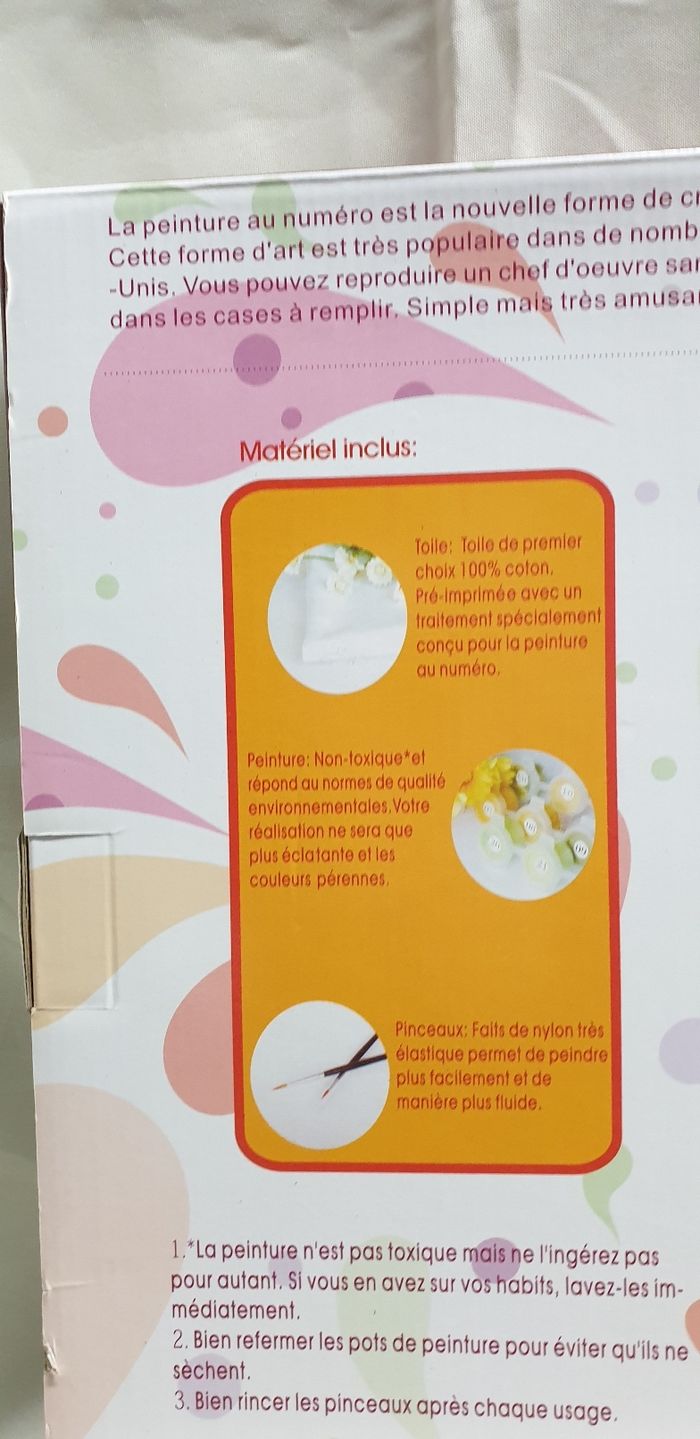 La peinture au numéro est la nouvelle forme de
Cette forme d'art est très populaire dans de
-Unis. Vous pouvez reproduire un chef d'oeuvre
dans les cases à remplir. Simple mais très
Matériel inclus:
Toile: Toile de premier
choix 100% coton.
Pré-imprimée avec un
traitement spécialement
conçu pour la peinture
au numéro.
Peinture: Non-toxique*et
répond au normes de qualité
environnementales.Votre
réalisation ne sera que
plus éclatante et les
couleurs pérennes.
Pinceaux: Faits de nylon très
élastique permet de peindre
plus facilement et de
manière plus fluide.
1.*La peinture n'est pas toxique mais ne l'ingérez pas
pour autant. Si vous en avez sur vos habits, lavez-les im-
médiatement.
2. Bien refermer les pots de peinture pour éviter qu'ils ne
sèchent.
3. Bien rincer les pinceaux après chaque usage.